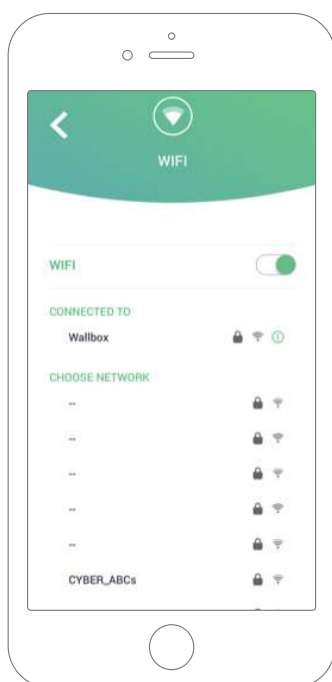 WIFI
WIFI
CONNECTED TO
Wallbox
CHOOSE NETWORK
--
--
--
--
--
CYBER_ABCs